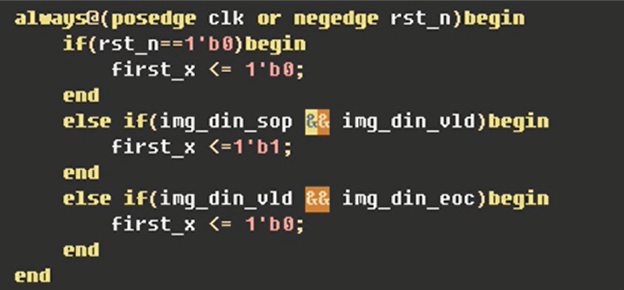 always@(posedge clk or negedge rst_n)begin
    if(rst_n==1'b0)begin
        first_x <= 1'b0;
    end
    else if(img_din_sop && img_din_vld)begin
        first_x <=1'b1;
    end
    else if(img_din_vld && img_din_eoc)begin
        first_x <= 1'b0;
    end
end